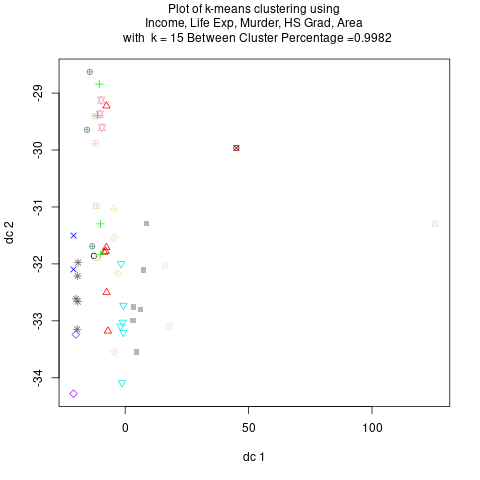 Plot of k-means clustering using
Income, Life Exp, Murder, HS Grad, Area
with k = 15 Between Cluster Percentage =0.9982
-29
-30
-31
-32
-33
-34
dc 2
0
50
100
dc 1